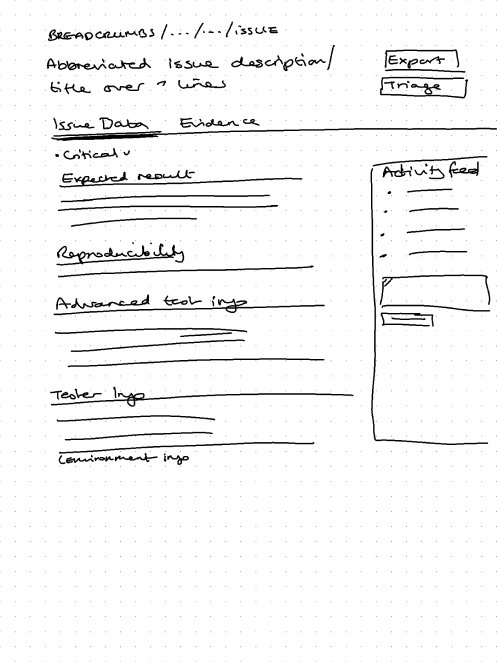 BREADCRUMBS/.../.../ISSUE
Abbreviated issue description/
title over 2 lines
Export
Triage
Issue Data Evidence
• Critical v
Expected result
Reproducibility
Advanced test info
Tester Info
(environment info
Activity feed